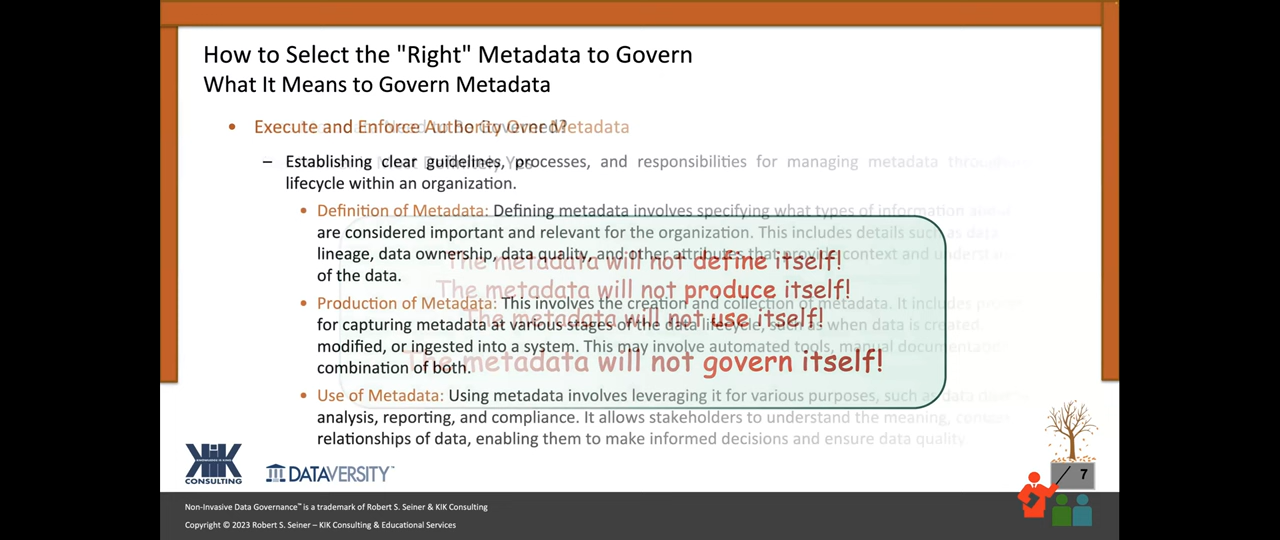 How to Select the "Right" Metadata to Govern
What It Means to Govern Metadata
• Execute and Enforce Authority Over Metadata
– Establishing clear guidelines, processes, and responsibilities for managing metadata
lifecycle within an organization.
• Definition of Metadata: Defining metadata involves specifying what types of information about
are considered important and relevant for the organization. This includes details such as data
lineage, data ownership, data quality, and other attributes that provide context and
of the data.
• Production of Metadata: This involves the creation and collection of metadata. It includes
for capturing metadata at various stages of the data lifecycle, such as when data is created,
modified, or ingested into a system. This may involve automated tools, manual
combination of both.
• Use of Metadata: Using metadata involves leveraging it for various purposes, such as data
analysis, reporting, and compliance. It allows stakeholders to understand the meaning,
relationships of data, enabling them to make informed decisions and ensure data quality
The metadata will not define itself!
The metadata will not produce itself!
The metadata will not use itself!
The metadata will not govern itself!
KIK
CONSULTING
DATAVERSITY™
7
Non-Invasive Data Governance™ is a trademark of Robert S. Seiner & KIK Consulting
Copyright © 2023 Robert S. Seiner – KIK Consulting & Educational Services